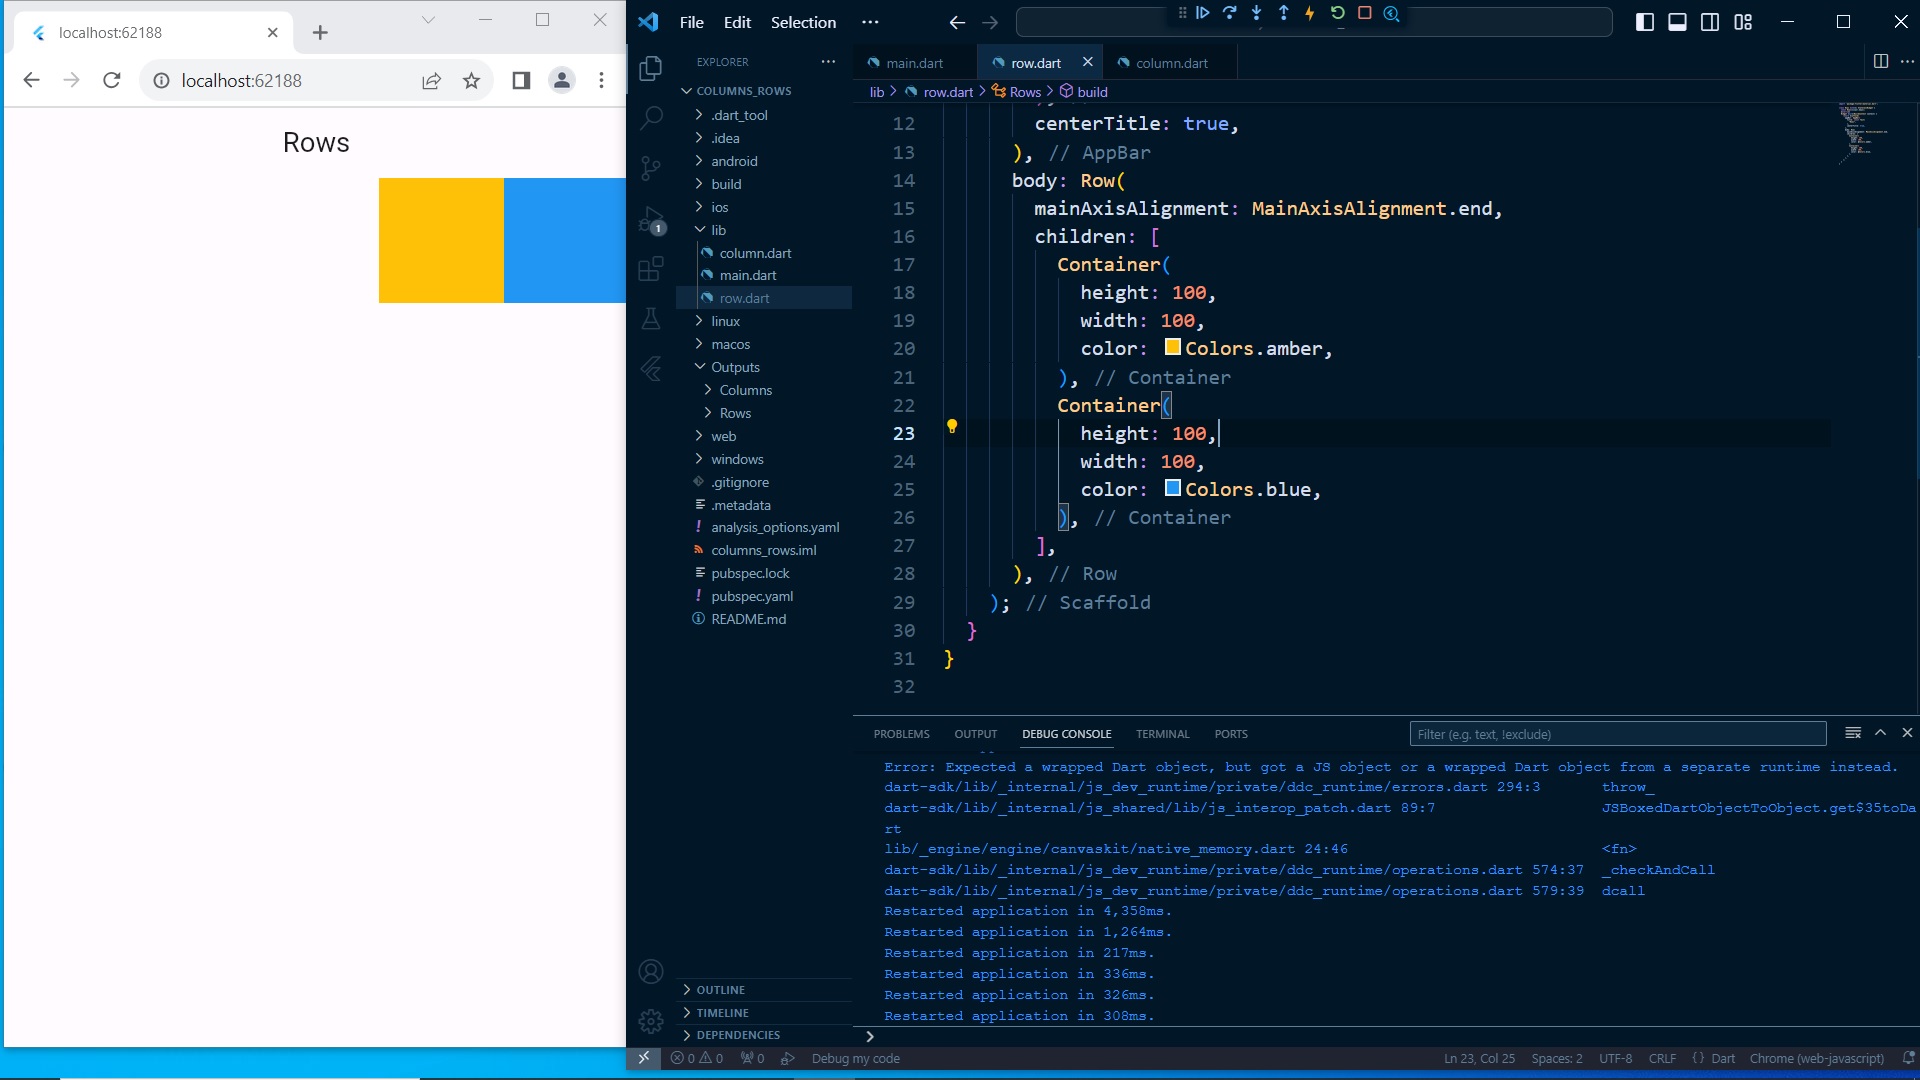 localhost:62188
localhost:62188
Rows
File Edit Selection ...
EXPLORER
COLUMNS_ROWS
.dart_tool
.idea
android
build
ios
lib
column.dart
main.dart
row.dart
linux
macos
Outputs
Columns
Rows
web
windows
.gitignore
.metadata
! analysis_options.yaml
columns_rows.iml
pubspec.lock
! pubspec.yaml
README.md
OUTLINE
TIMELINE
DEPENDENCIES
1
main.dart row.dart column.dart
lib > row.dart > Rows > build
12 centerTitle: true,
13 ), // AppBar
14 body: Row(
15 mainAxisAlignment: MainAxisAlignment.end,
16 children: [
17 Container(
18 height: 100,
19 width: 100,
20 color: Colors.amber,
21 ), // Container
22 Container(
23 height: 100,
24 width: 100,
25 color: Colors.blue,
26 ), // Container
27 ],
28 ), // Row
29 ); // Scaffold
30 }
31 }
32
PROBLEMS OUTPUT DEBUG CONSOLE TERMINAL PORTS Filter (e.g. text, !exclude)
Error: Expected a wrapped Dart object, but got a JS object or a wrapped Dart object from a separate runtime instead.
dart-sdk/lib/_internal/js_dev_runtime/private/ddc_runtime/errors.dart 294:3 throw_
dart-sdk/lib/_internal/js_shared/lib/js_interop_patch.dart 89:7 JSBoxedDartObjectToObject.get$35toDa
rt
lib/_engine/engine/canvaskit/native_memory.dart 24:46 <fn>
dart-sdk/lib/_internal/js_dev_runtime/private/ddc_runtime/operations.dart 574:37 _checkAndCall
dart-sdk/lib/_internal/js_dev_runtime/private/ddc_runtime/operations.dart 579:39 dcall
Restarted application in 4,358ms.
Restarted application in 1,264ms.
Restarted application in 217ms.
Restarted application in 336ms.
Restarted application in 326ms.
Restarted application in 308ms.
0 0 0 Debug my code Ln 23, Col 25 Spaces: 2 UTF-8 CRLF {} Dart Chrome (web-javascript)